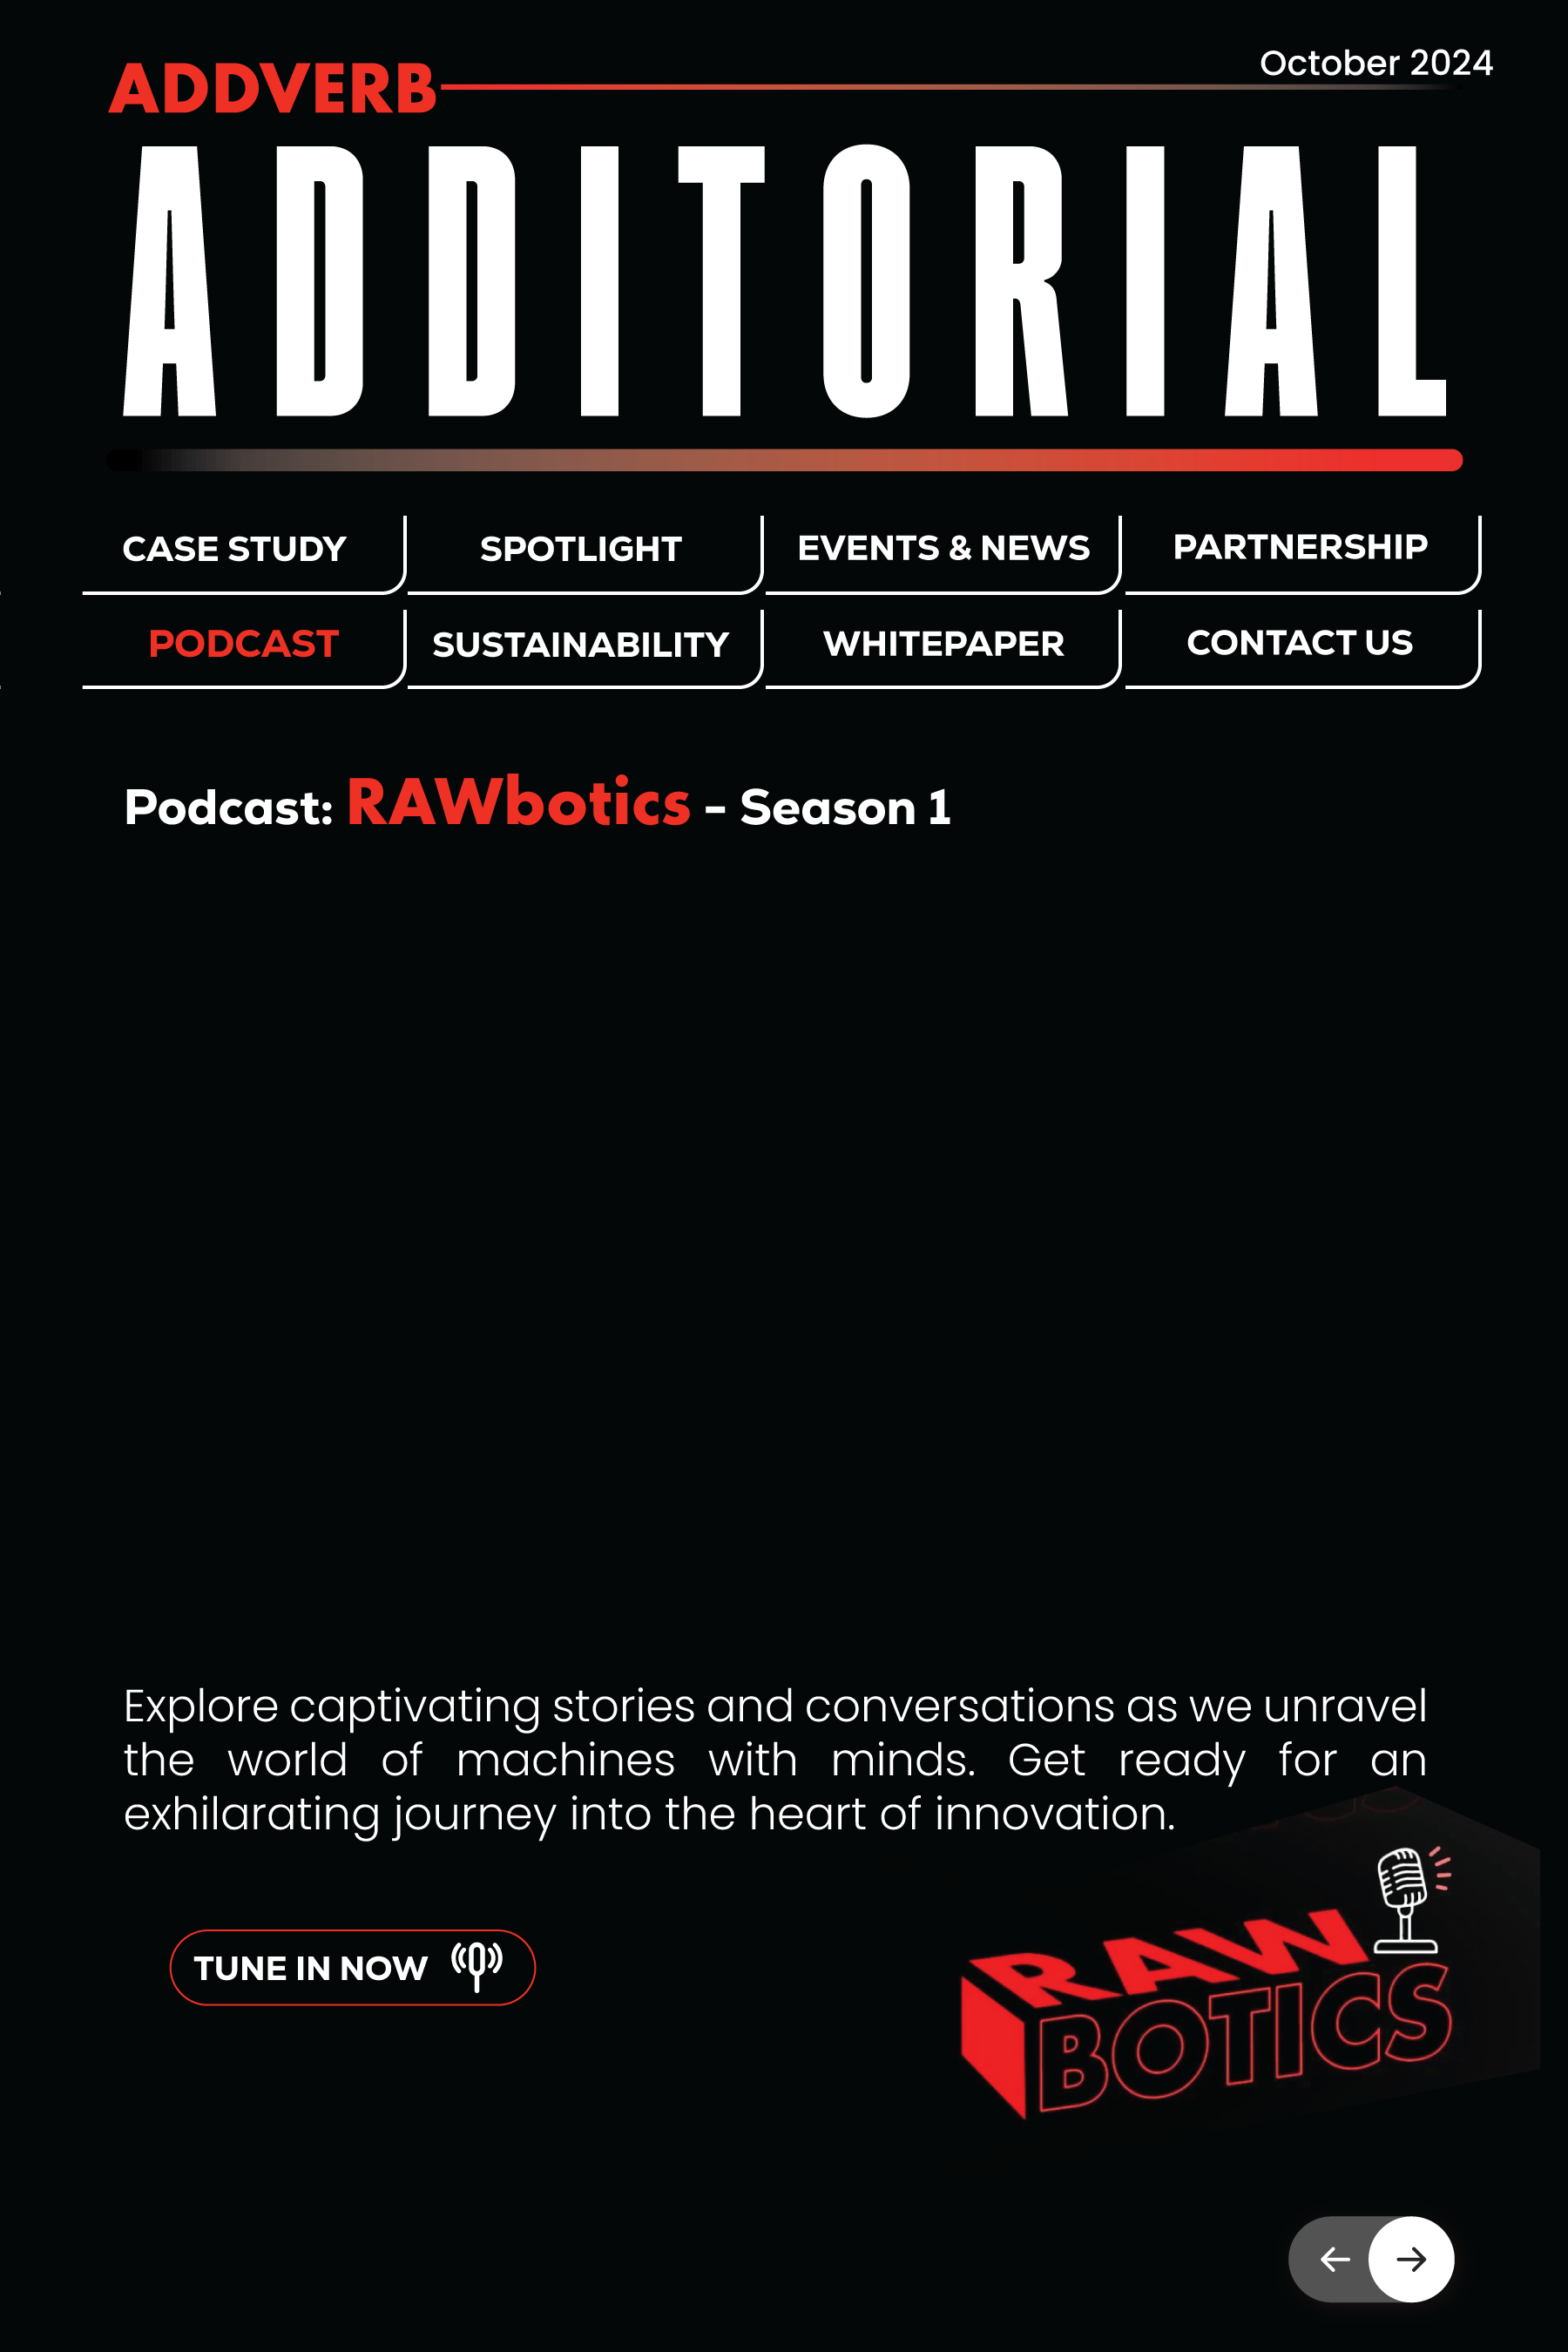 October 2024
ADDVERB
ADDITORIAL
CASE STUDY
SPOTLIGHT
EVENTS & NEWS
PARTNERSHIP
PODCAST
SUSTAINABILITY
WHITEPAPER
CONTACT US
Podcast: RAWbotics - Season 1
Explore captivating stories and conversations as we unravel
the world of machines with minds. Get ready for an
exhilarating journey into the heart of innovation.
TUNE IN NOW
RAW
BOTICS